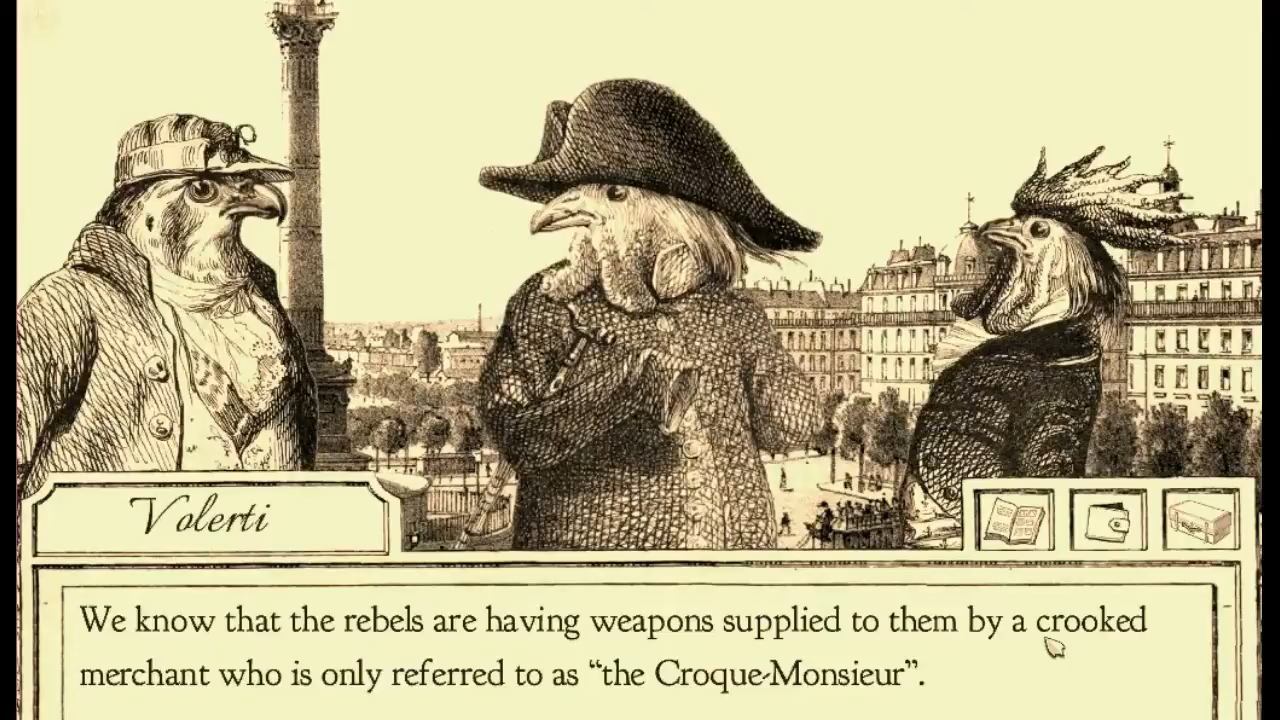 Volerti
We know that the rebels are having weapons supplied to them by a crooked
merchant who is only referred to as “the Croque-Monsieur”.